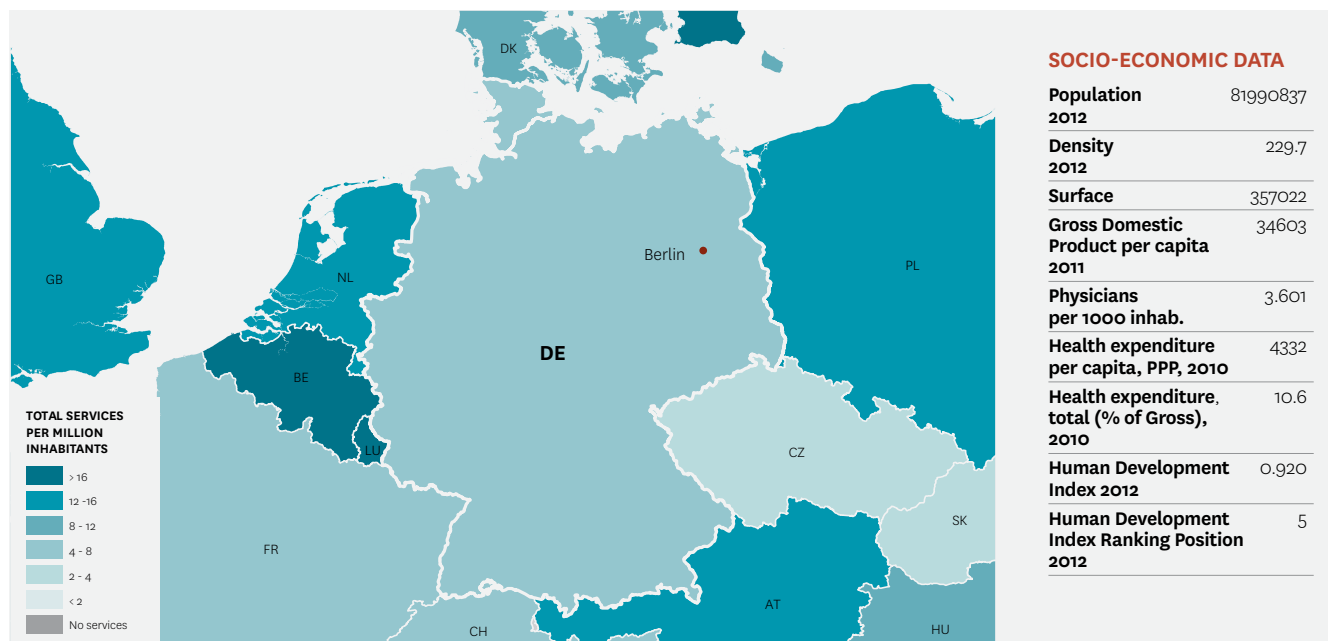 DK
GB
NL
Berlin
PL
DE
BE
LU
CZ
SK
FR
AT
CH
HU
TOTAL SERVICES
PER MILLION
INHABITANTS
> 16
12 -16
8 - 12
4 - 8
2 - 4
< 2
No services
SOCIO-ECONOMIC DATA
Population 81990837
2012
Density 229.7
2012
Surface 357022
Gross Domestic 34603
Product per capita
2011
Physicians 3.601
per 1000 inhab.
Health expenditure 4332
per capita, PPP, 2010
Health expenditure, 10.6
total (% of Gross),
2010
Human Development 0.920
Index 2012
Human Development 5
Index Ranking Position
2012